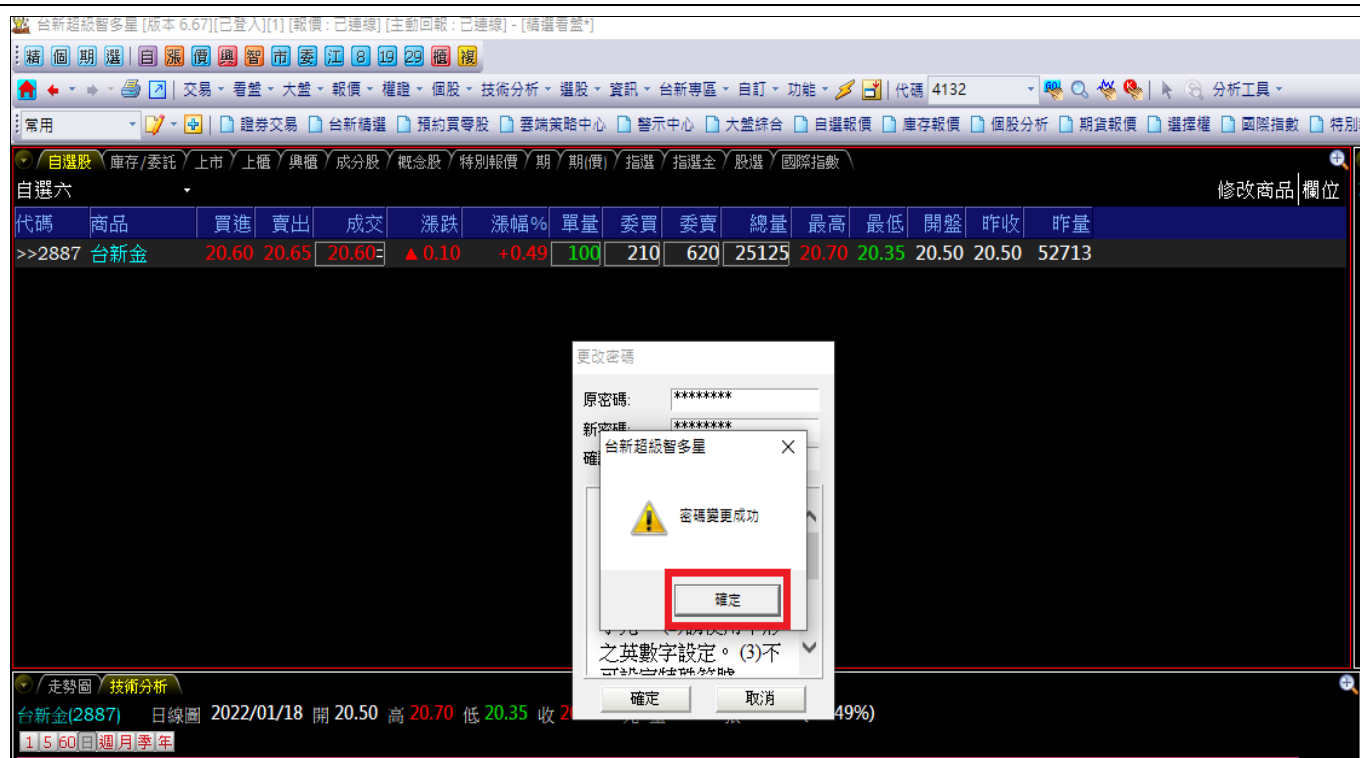 台新超級智多星 [版本 6.67][已登入][1] [報價 : 已連線] [主動回報 : 已連線] - [精選看盤*]
精 個 期 選 自 漲 價 興 智 市 委 江 8 19 29 櫃 複
交易 看盤 大盤 報價 權證 個股 技術分析 選股 資訊 台新專區 自訂 功能 代碼 4132 分析工具
常用 證券交易 台新精選 預約買零股 雲端策略中心 警示中心 大盤綜合 自選報價 庫存報價 個股分析 期貨報價 選擇權 國際指數 特別
自選股 庫存/委託 上市 上櫃 興櫃 成分股 概念股 特別報價 期 期(價) 指選 指選全 股選 國際指數
自選六 修改商品 欄位
代碼 商品 買進 賣出 成交 漲跌 漲幅% 單量 委買 委賣 總量 最高 最低 開盤 昨收 昨量
>>2887 台新金 20.60 20.65 20.60= ▲ 0.10 +0.49 100 210 620 25125 20.70 20.35 20.50 20.50 52713
更改密碼
原密碼: ********
新密碼: ********
台新超級智多星
密碼變更成功
確定
之英數字設定。(3)不
確定 取消
走勢圖 技術分析
台新金(2887) 日線圖 2022/01/18 開 20.50 高 20.70 低 20.35 收 49%)
1 5 60 日 週 月 季 年